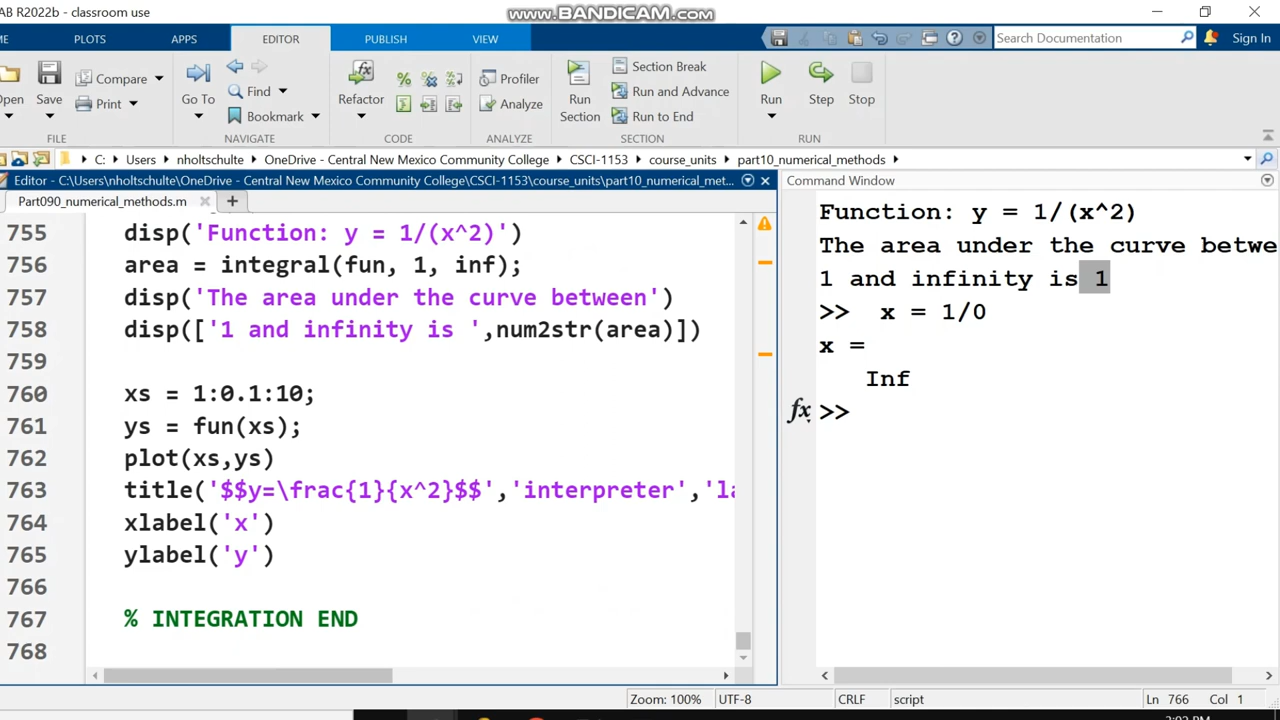 AB R2022b - classroom use
www.BANDICAM.com
ME PLOTS APPS EDITOR PUBLISH VIEW
Search Documentation
Sign In
Open
Save
Compare
Print
FILE
Go To
Find
Bookmark
NAVIGATE
Refactor
CODE
Profiler
Analyze
ANALYZE
Run Section
Section Break
Run and Advance
Run to End
SECTION
Run
Step
Stop
RUN
C: Users nholtschulte OneDrive - Central New Mexico Community College CSCI-1153 course_units part10_numerical_methods
Editor - C:\Users\nholtschulte\OneDrive - Central New Mexico Community College\CSCI-1153\course_units\part10_numerical_met...
Part090_numerical_methods.m
755 disp('Function: y = 1/(x^2)')
756 area = integral(fun, 1, inf);
757 disp('The area under the curve between')
758 disp(['1 and infinity is ',num2str(area)])
759
760 xs = 1:0.1:10;
761 ys = fun(xs);
762 plot(xs,ys)
763 title('$$y=\frac{1}{x^2}$$','interpreter','la
764 xlabel('x')
765 ylabel('y')
766
767 % INTEGRATION END
768
Command Window
Function: y = 1/(x^2)
The area under the curve betwe
1 and infinity is 1
>> x = 1/0
x =
Inf
fx >>
Zoom: 100% UTF-8 CRLF script Ln 766 Col 1